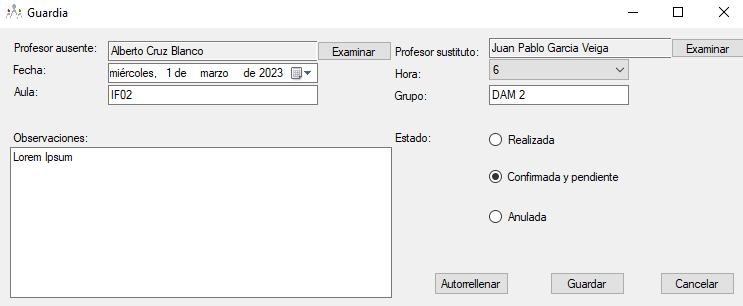 Guardia
Profesor ausente: Alberto Cruz Blanco Examinar
Profesor sustituto: Juan Pablo Garcia Veiga Examinar
Fecha: miércoles, 1 de marzo de 2023
Hora: 6
Aula: IF02
Grupo: DAM 2
Observaciones:
Lorem Ipsum
Estado:
Realizada
Confirmada y pendiente
Anulada
Autorrellenar Guardar Cancelar